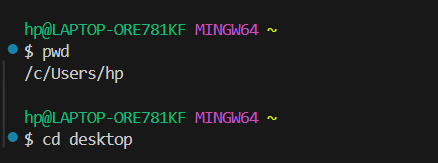 hp@LAPTOP-ORE781KF MINGW64 ~
$ pwd
/c/Users/hp
hp@LAPTOP-ORE781KF MINGW64 ~
$ cd desktop